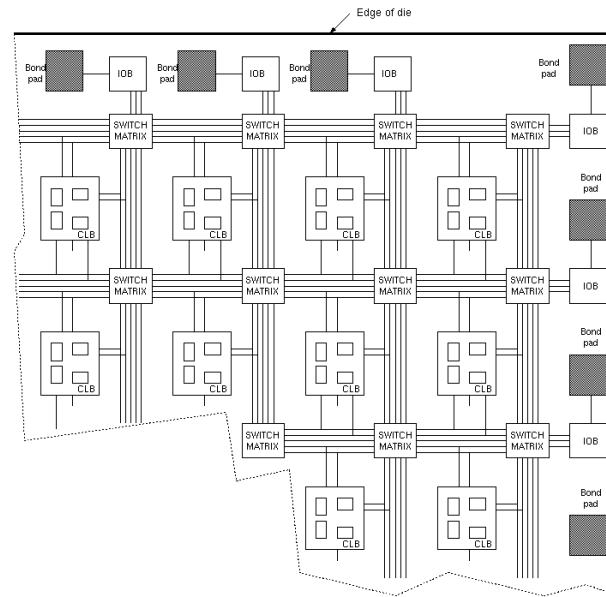 Edge of die
Bond
pad
IOB
Bond
pad
IOB
Bond
pad
IOB
Bond
pad
SWITCH
MATRIX
SWITCH
MATRIX
SWITCH
MATRIX
SWITCH
MATRIX
IOB
Bond
pad
CLB
CLB
CLB
CLB
SWITCH
MATRIX
SWITCH
MATRIX
SWITCH
MATRIX
SWITCH
MATRIX
IOB
Bond
pad
CLB
CLB
CLB
CLB
SWITCH
MATRIX
SWITCH
MATRIX
SWITCH
MATRIX
IOB
Bond
pad
CLB
CLB